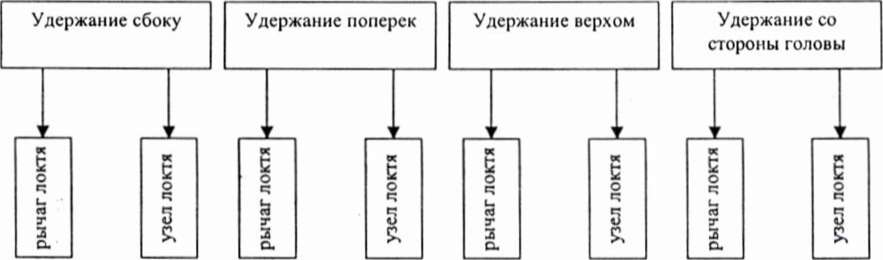 Удержание сбоку
Удержание поперек
Удержание верхом
Удержание со
стороны головы
рычаг локтя
узел локтя
рычаг локтя
узел локтя
рычаг локтя
узел локтя
рычаг локтя
узел локтя